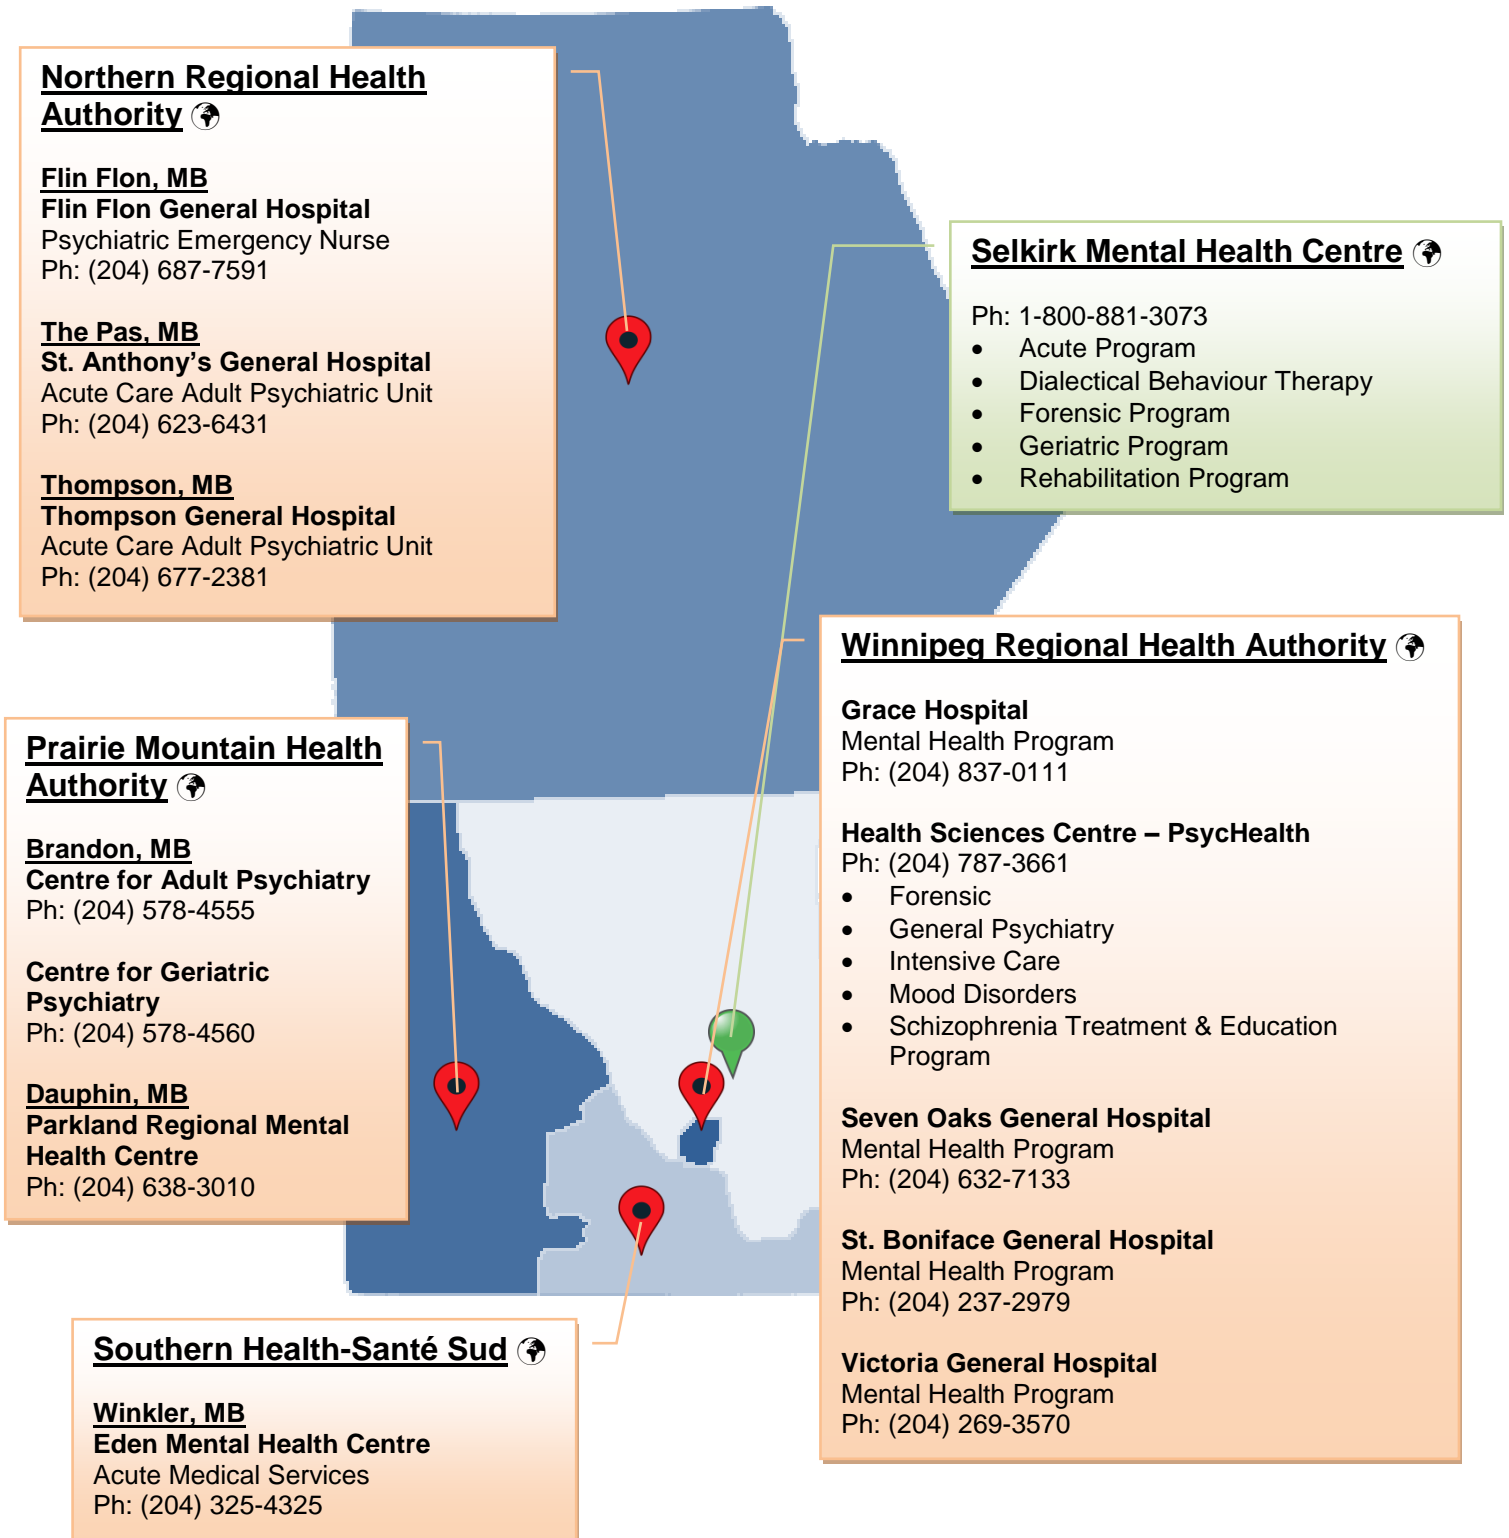 Northern Regional Health
Authority
Flin Flon, MB
Flin Flon General Hospital
Psychiatric Emergency Nurse
Ph: (204) 687-7591
The Pas, MB
St. Anthony’s General Hospital
Acute Care Adult Psychiatric Unit
Ph: (204) 623-6431
Thompson, MB
Thompson General Hospital
Acute Care Adult Psychiatric Unit
Ph: (204) 677-2381
Selkirk Mental Health Centre
Ph: 1-800-881-3073
• Acute Program
• Dialectical Behaviour Therapy
• Forensic Program
• Geriatric Program
• Rehabilitation Program
Prairie Mountain Health
Authority
Brandon, MB
Centre for Adult Psychiatry
Ph: (204) 578-4555
Centre for Geriatric
Psychiatry
Ph: (204) 578-4560
Dauphin, MB
Parkland Regional Mental
Health Centre
Ph: (204) 638-3010
Winnipeg Regional Health Authority
Grace Hospital
Mental Health Program
Ph: (204) 837-0111
Health Sciences Centre – PsycHealth
Ph: (204) 787-3661
• Forensic
• General Psychiatry
• Intensive Care
• Mood Disorders
• Schizophrenia Treatment & Education
Program
Seven Oaks General Hospital
Mental Health Program
Ph: (204) 632-7133
St. Boniface General Hospital
Mental Health Program
Ph: (204) 237-2979
Victoria General Hospital
Mental Health Program
Ph: (204) 269-3570
Southern Health-Santé Sud
Winkler, MB
Eden Mental Health Centre
Acute Medical Services
Ph: (204) 325-4325